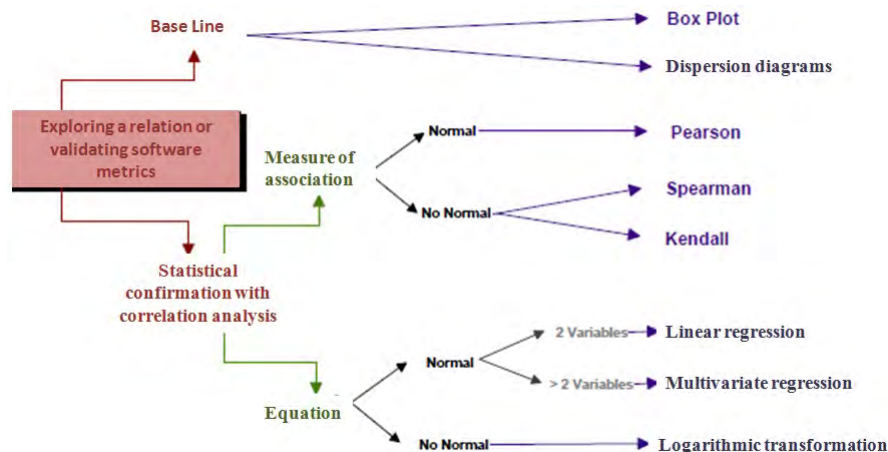 Base Line
Box Plot
Dispersion diagrams
Exploring a relation or
validating software
metrics
Measure of
association
Normal
Pearson
No Normal
Spearman
Kendall
Statistical
confirmation with
correlation analysis
Equation
Normal
2 Variables
Linear regression
> 2 Variables
Multivariate regression
No Normal
Logarithmic transformation